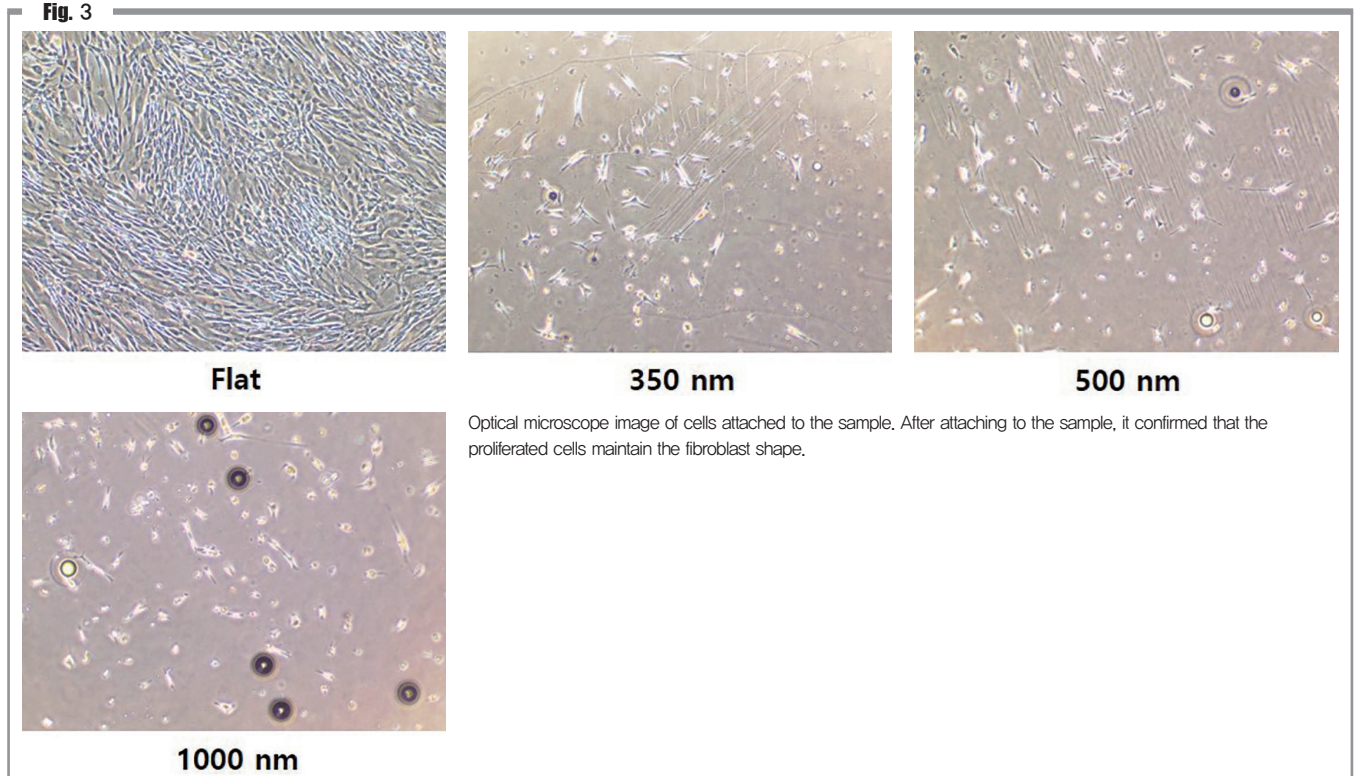 Fig. 3
Flat
350 nm
500 nm
Optical microscope image of cells attached to the sample. After attaching to the sample, it confirmed that the
proliferated cells maintain the fibroblast shape.
1000 nm